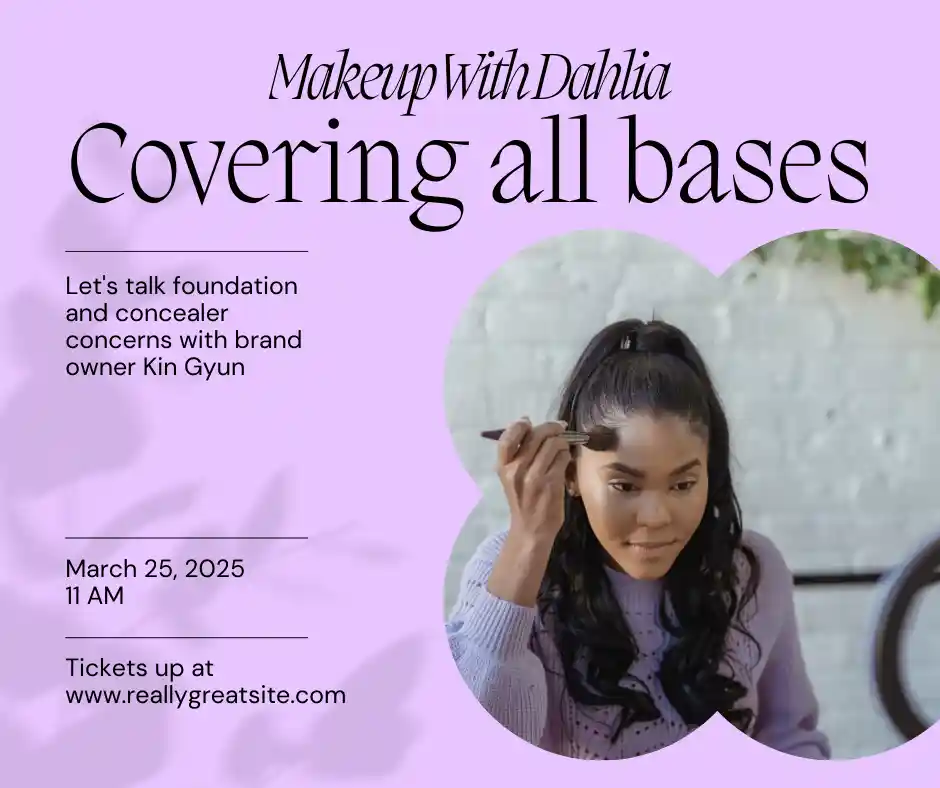 Makeup With Dahlia
Covering all bases
Let's talk foundation
and concealer
concerns with brand
owner Kin Gyun
March 25, 2025
11 AM
Tickets up at
www.reallygreatsite.com